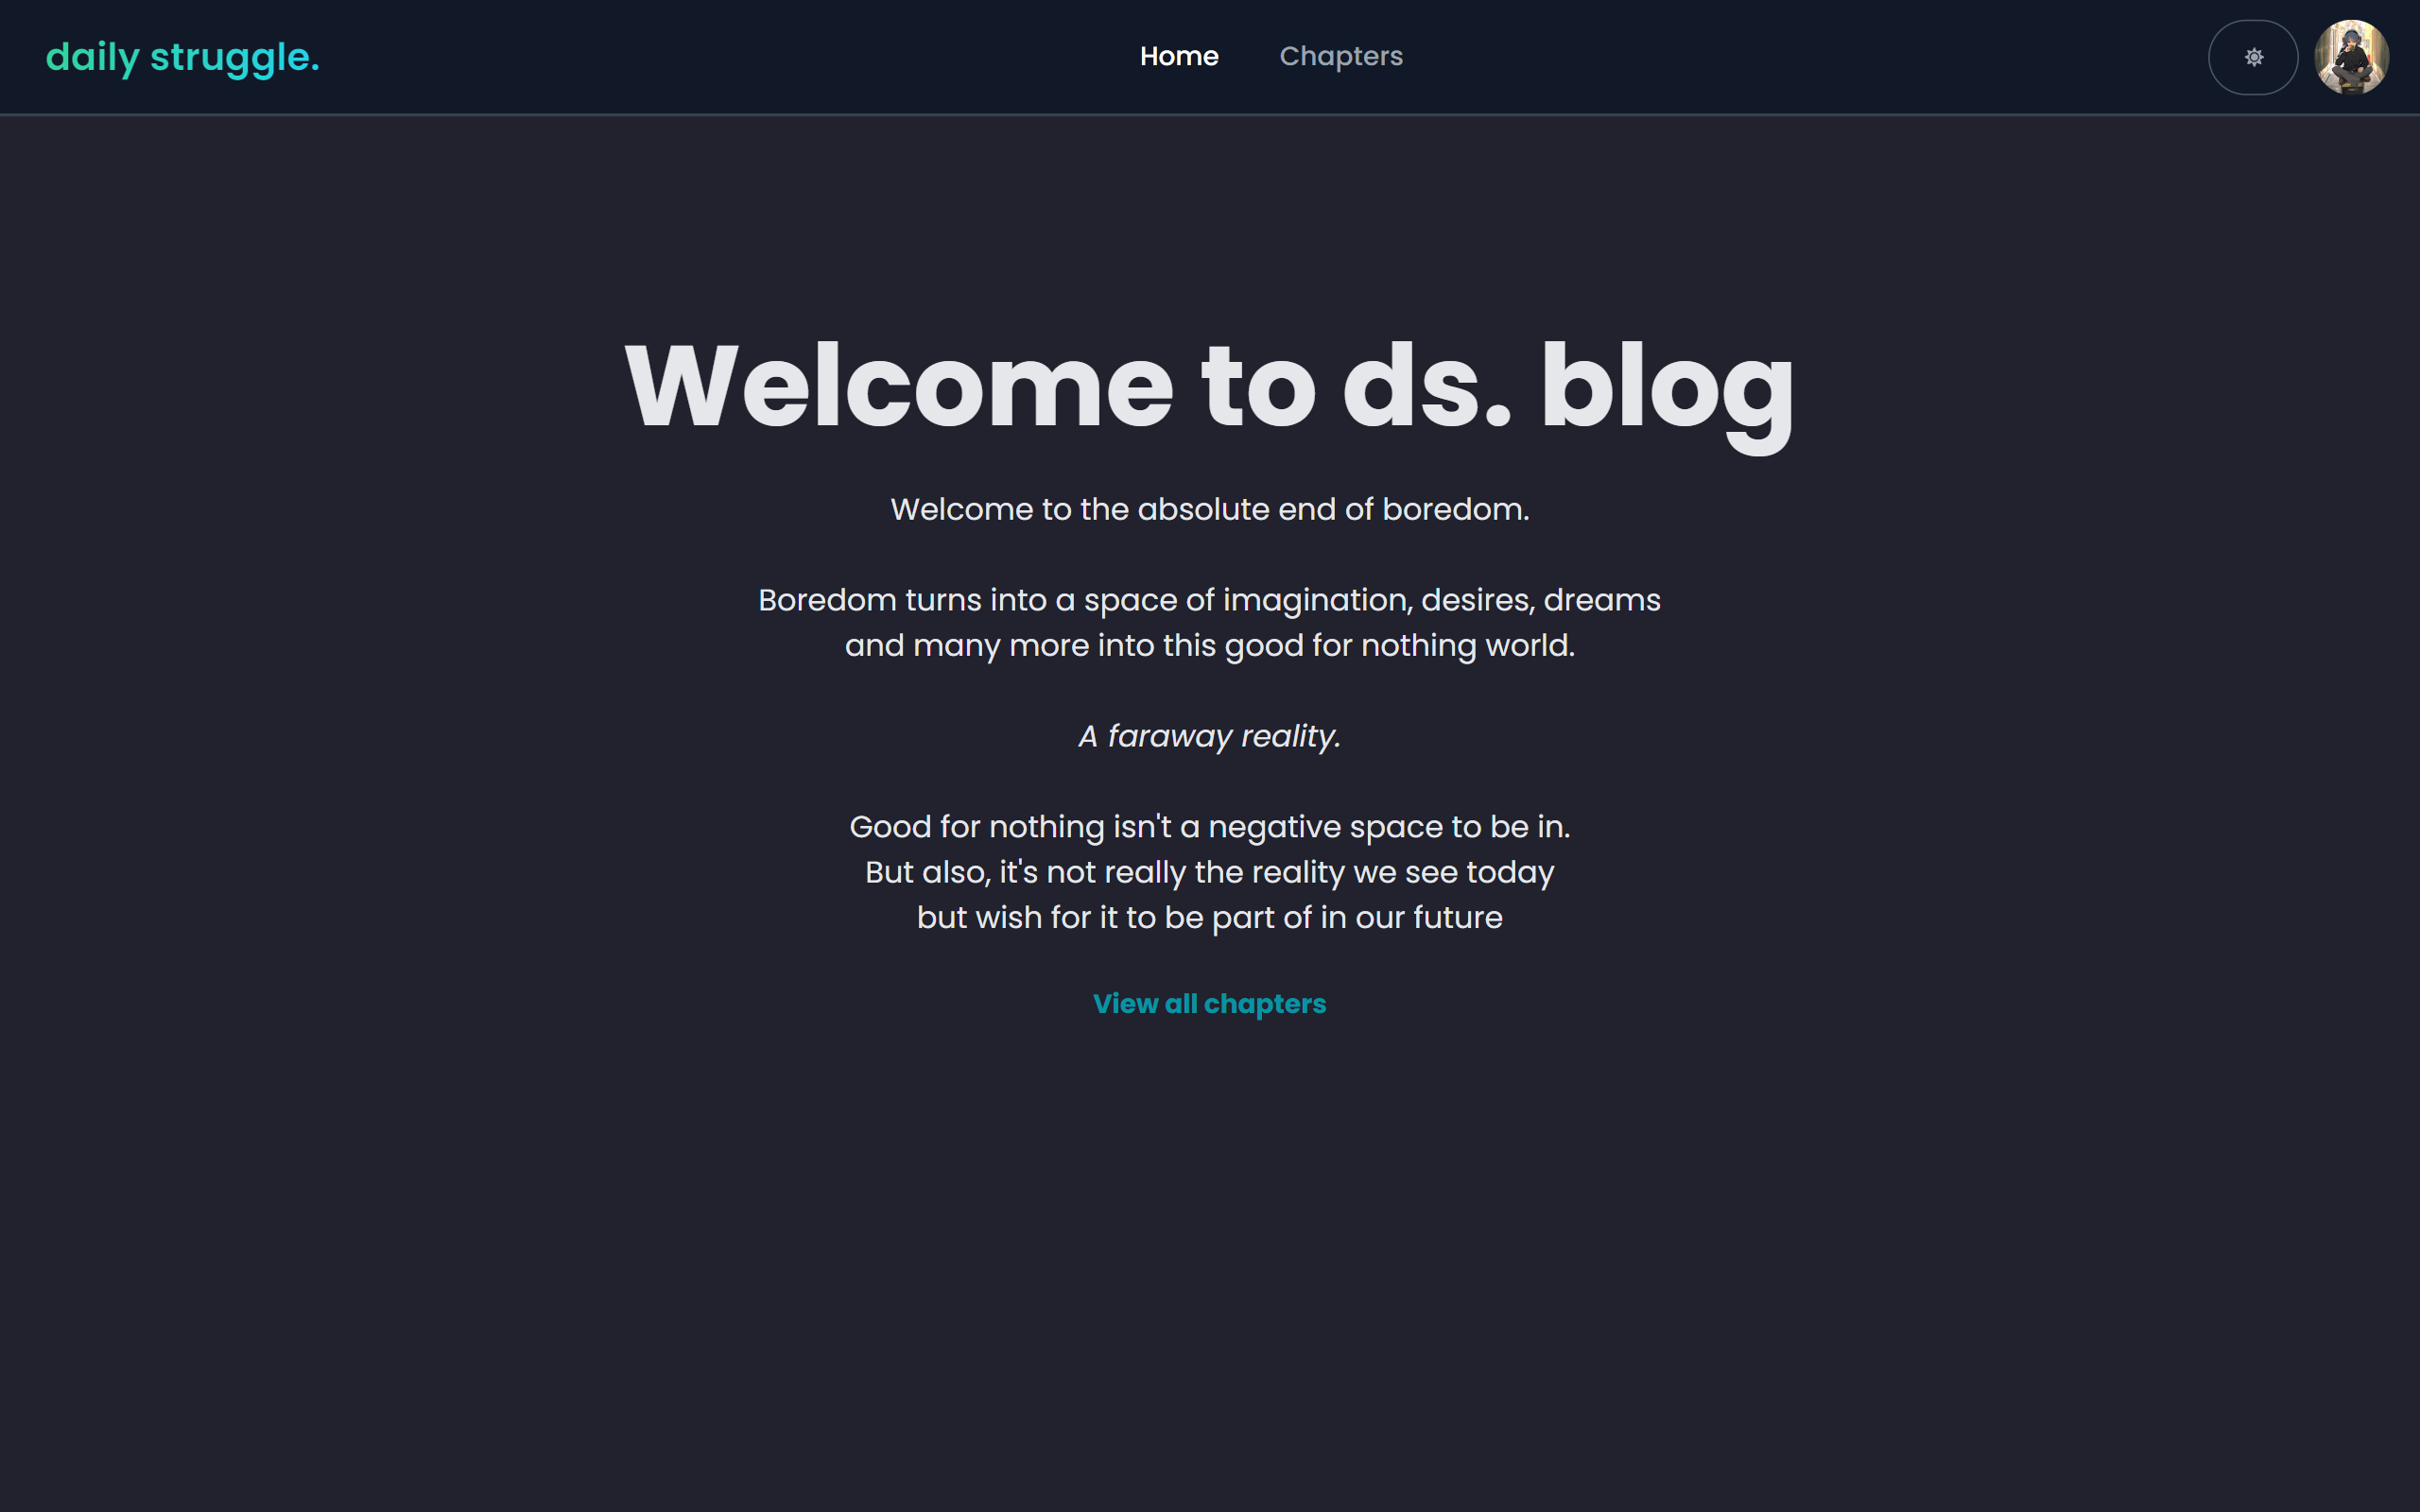 daily struggle.
Home
Chapters
Welcome to ds. blog
Welcome to the absolute end of boredom.
Boredom turns into a space of imagination, desires, dreams
and many more into this good for nothing world.
A faraway reality.
Good for nothing isn't a negative space to be in.
But also, it's not really the reality we see today
but wish for it to be part of in our future
View all chapters